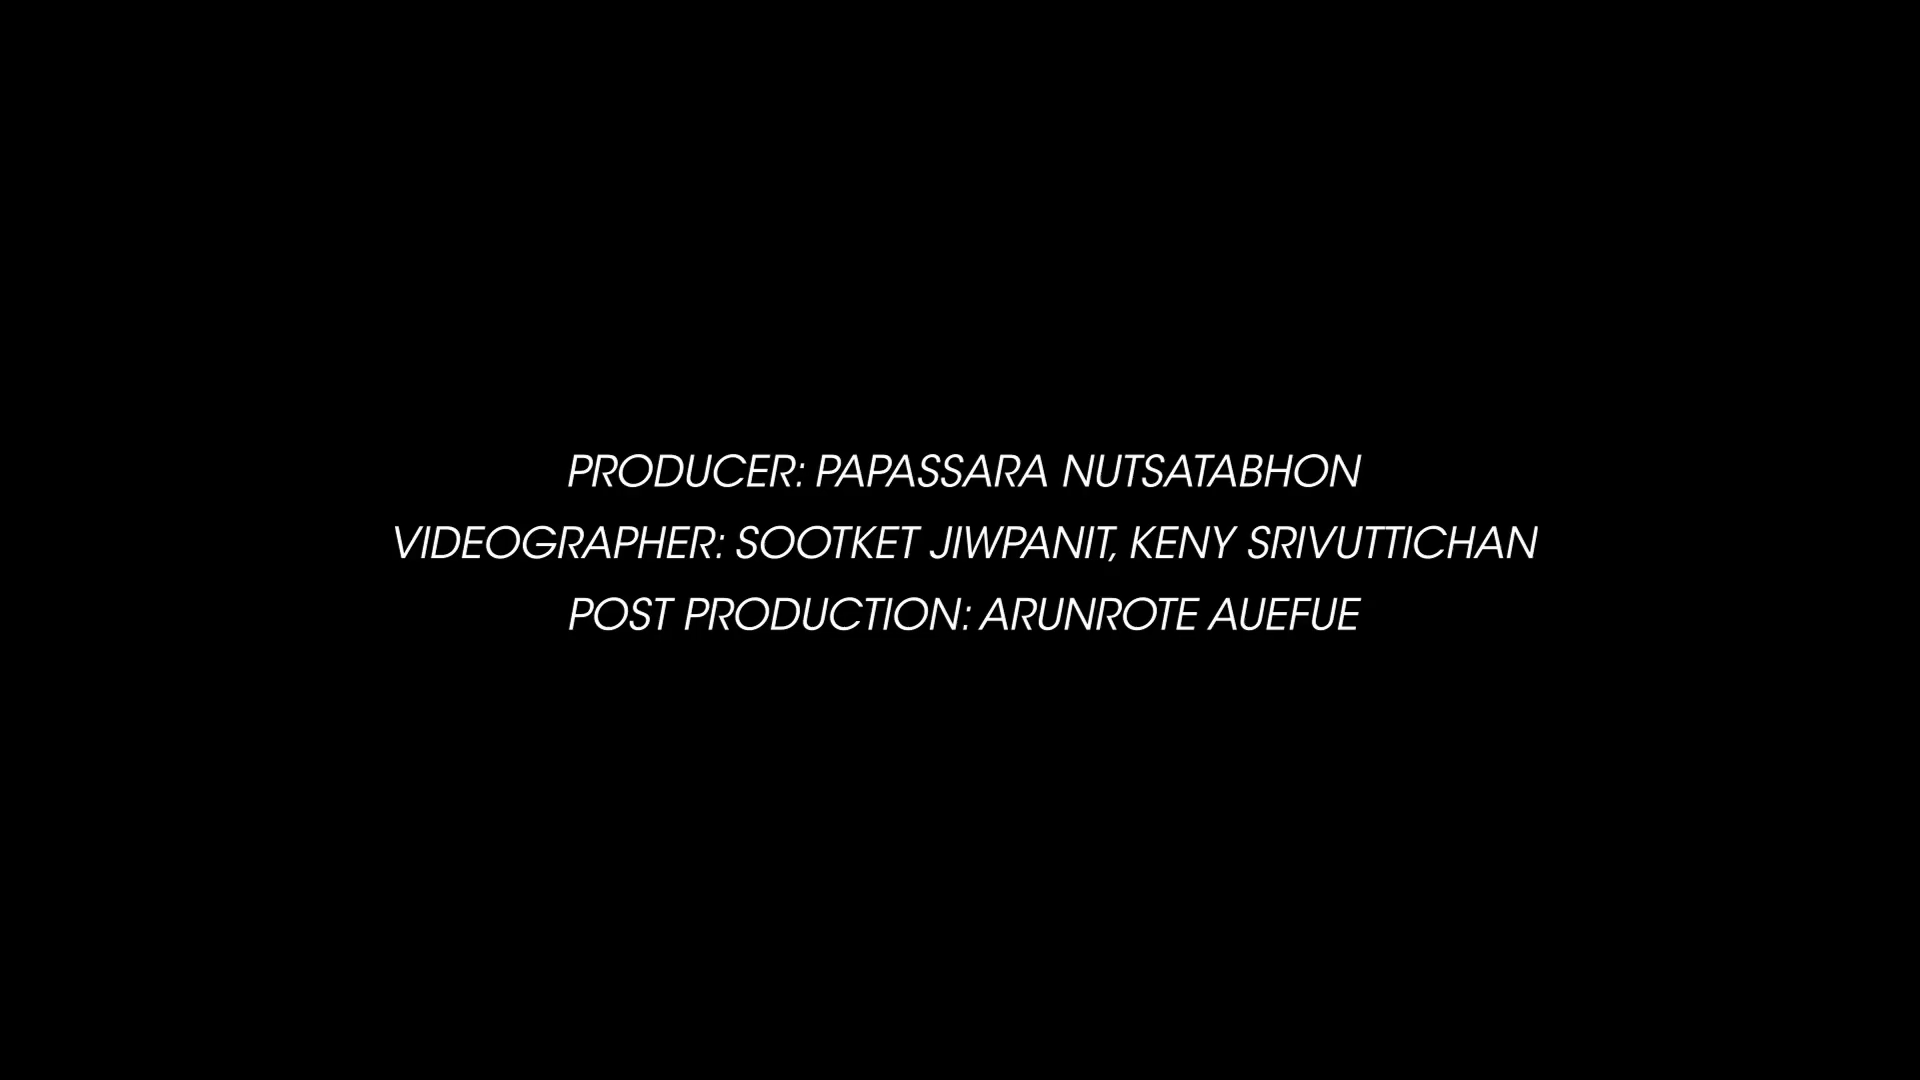 PRODUCER: PAPASSARA NUTSATABHON
VIDEOGRAPHER: SOOTKET JIWPANIT, KENY SRIVUTTICHAN
POST PRODUCTION: ARUNROTE AUEFUE